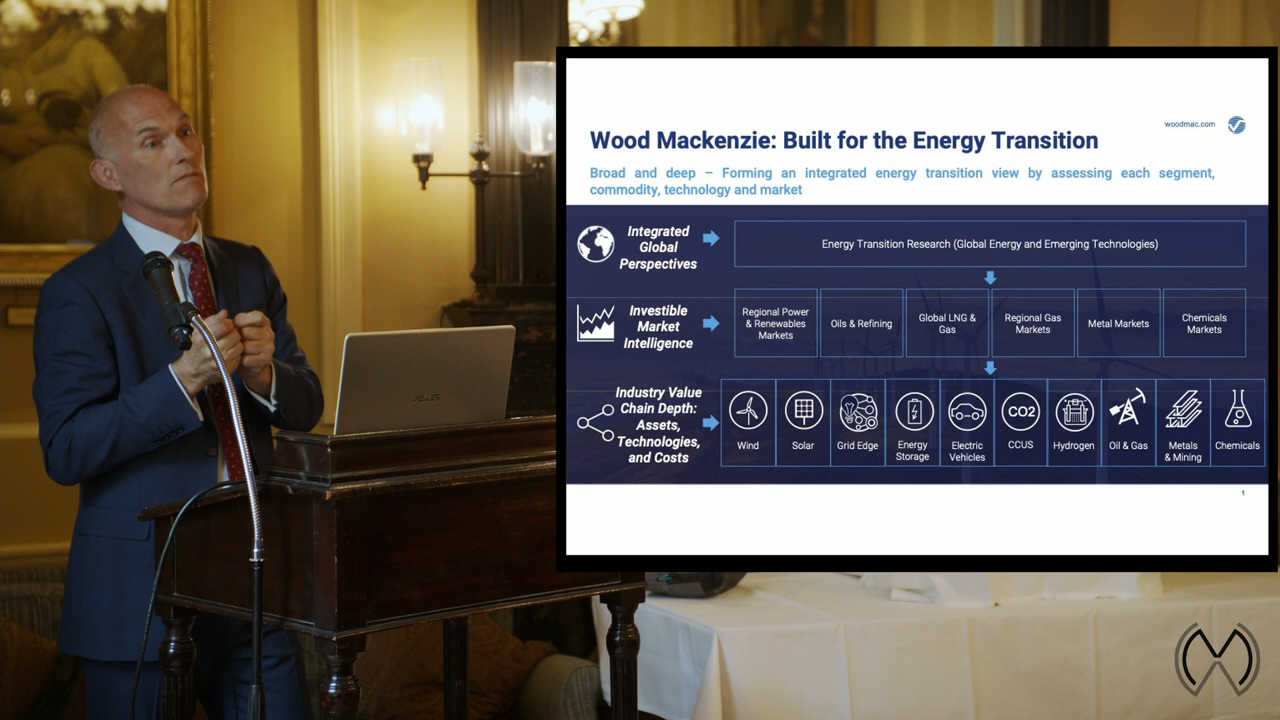 woodmac.com
Wood Mackenzie: Built for the Energy Transition
Broad and deep – Forming an integrated energy transition view by assessing each segment,
commodity, technology and market
Integrated
Global
Perspectives
Energy Transition Research (Global Energy and Emerging Technologies)
Investible
Market
Intelligence
Regional Power
& Renewables
Markets
Oils & Refining
Global LNG &
Gas
Regional Gas
Markets
Metal Markets
Chemicals
Markets
Industry Value
Chain Depth:
Assets,
Technologies,
and Costs
Wind
Solar
Grid Edge
Energy
Storage
Electric
Vehicles
CO2
CCUS
Hydrogen
Oil & Gas
Metals
& Mining
Chemicals
1